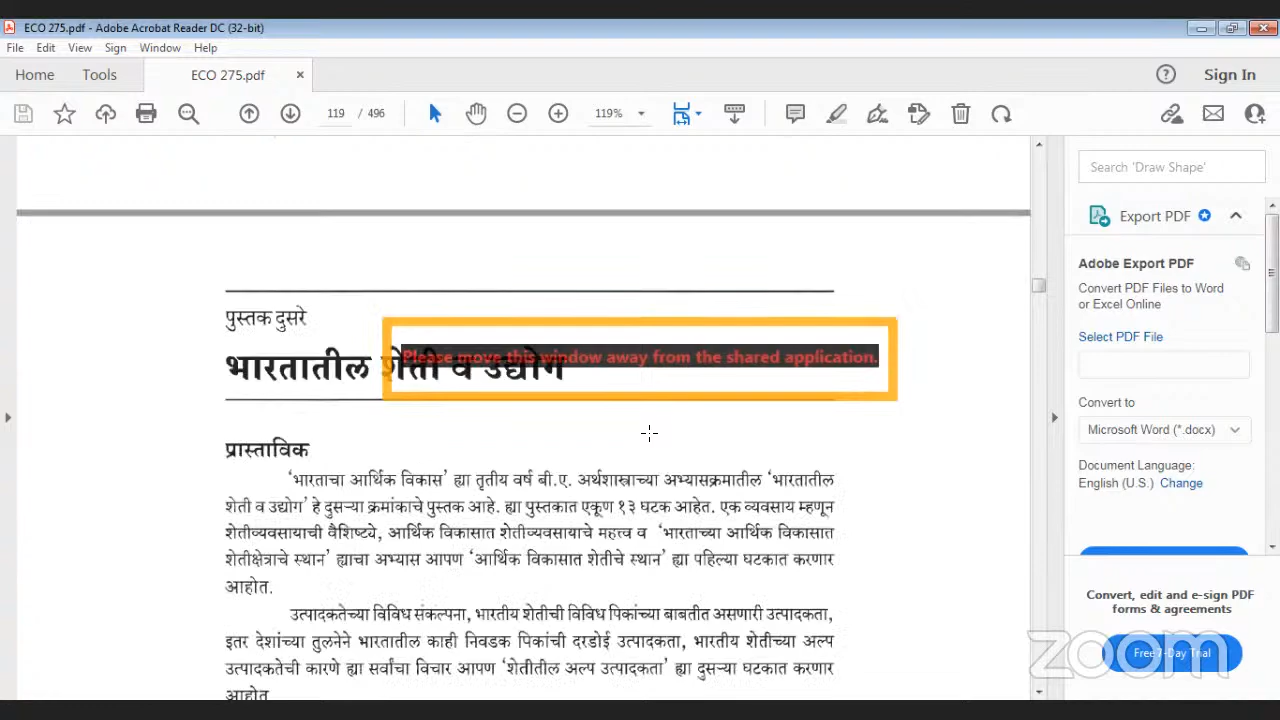 ECO 275.pdf - Adobe Acrobat Reader DC (32-bit)
File Edit View Sign Window Help
Home Tools ECO 275.pdf × Sign In
119 / 496 119%
Search 'Draw Shape'
Export PDF
Adobe Export PDF
Convert PDF Files to Word
or Excel Online
Select PDF File
Convert to
Microsoft Word (*.docx)
Document Language:
English (U.S.) Change
Convert, edit and e-sign PDF
forms & agreements
Free 7-Day Trial
zoom
पुस्तक दुसरे
भारतातील शेती व उद्योग
Please move this window away from the shared application.
प्रास्ताविक
‘भारताचा आर्थिक विकास’ ह्या तृतीय वर्ष बी.ए. अर्थशास्त्राच्या अभ्यासक्रमातील ‘भारतातील
शेती व उद्योग’ हे दुसऱ्या क्रमांकाचे पुस्तक आहे. ह्या पुस्तकात एकूण १३ घटक आहेत. एक व्यवसाय म्हणून
शेतीव्यवसायाची वैशिष्ट्ये, आर्थिक विकासात शेतीव्यवसायाचे महत्त्व व ‘भारताच्या आर्थिक विकासात
शेतीक्षेत्राचे स्थान’ ह्याचा अभ्यास आपण ‘आर्थिक विकासात शेतीचे स्थान’ ह्या पहिल्या घटकात करणार
आहोत.
उत्पादकतेच्या विविध संकल्पना, भारतीय शेतीची विविध पिकांच्या बाबतीत असणारी उत्पादकता,
इतर देशांच्या तुलनेने भारतातील काही निवडक पिकांची दरडोई उत्पादकता, भारतीय शेतीच्या अल्प
उत्पादकतेची कारणे ह्या सर्वांचा विचार आपण ‘शेतीतील अल्प उत्पादकता’ ह्या दुसऱ्या घटकात करणार
आहोत.